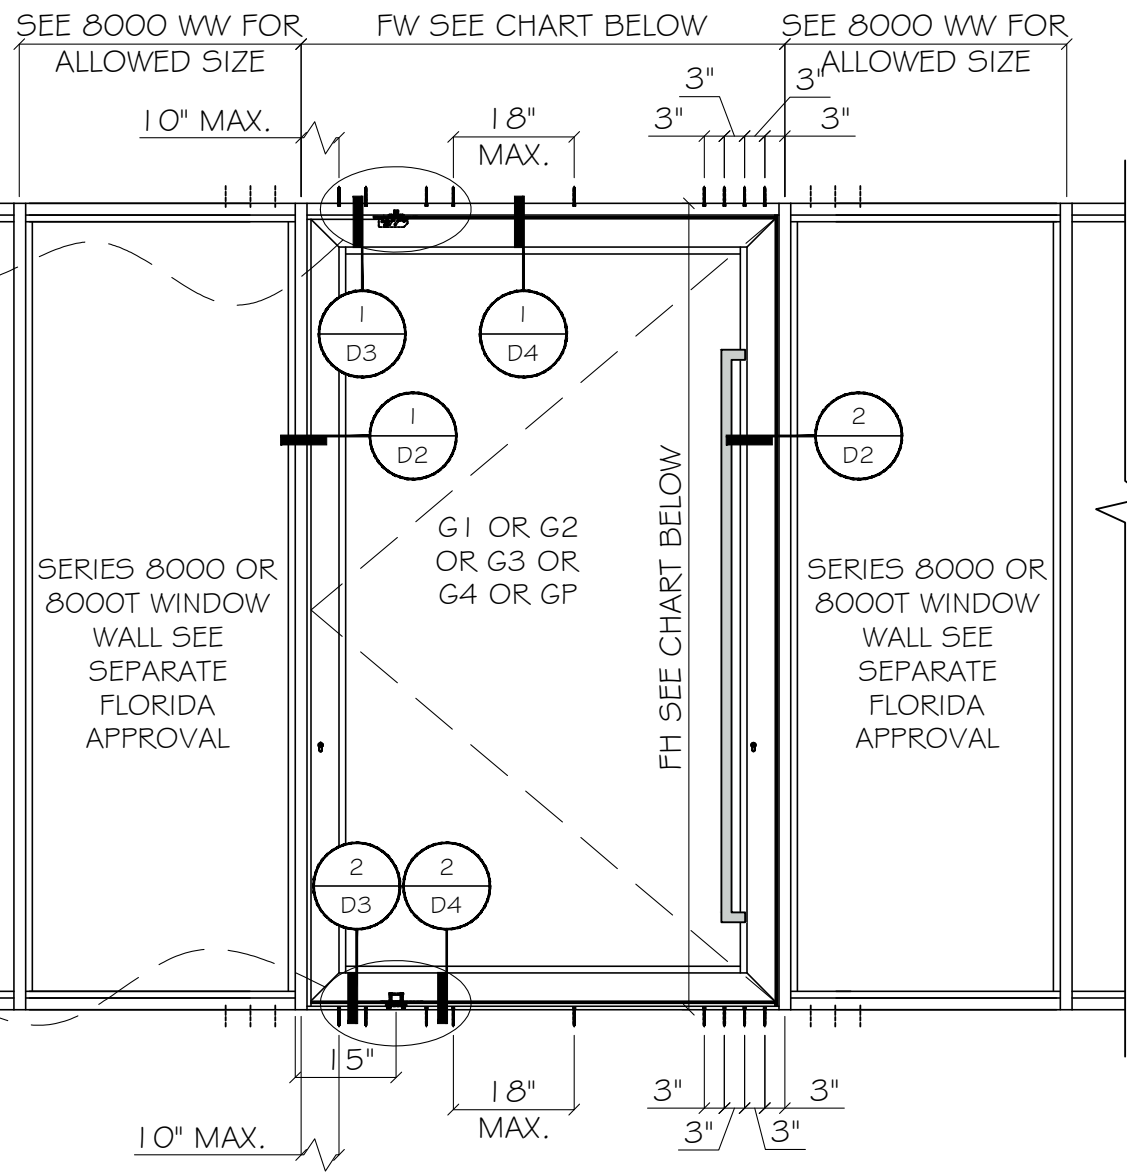 SEE 8000 WW FOR
ALLOWED SIZE
FW SEE CHART BELOW
SEE 8000 WW FOR
ALLOWED SIZE
10" MAX.
18"
MAX.
3"
3"
3"
3"
1
D3
1
D4
1
D2
2
D2
G1 OR G2
OR G3 OR
G4 OR GP
FH SEE CHART BELOW
SERIES 8000 OR
8000T WINDOW
WALL SEE
SEPARATE
FLORIDA
APPROVAL
SERIES 8000 OR
8000T WINDOW
WALL SEE
SEPARATE
FLORIDA
APPROVAL
2
D3
2
D4
15"
10" MAX.
18"
MAX.
3"
3"
3"
3"